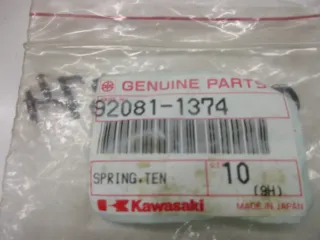 GENUINE PARTS
92081-1374
SPRING,TEN
10
(9H)
Kawasaki
MADE IN JAPAN